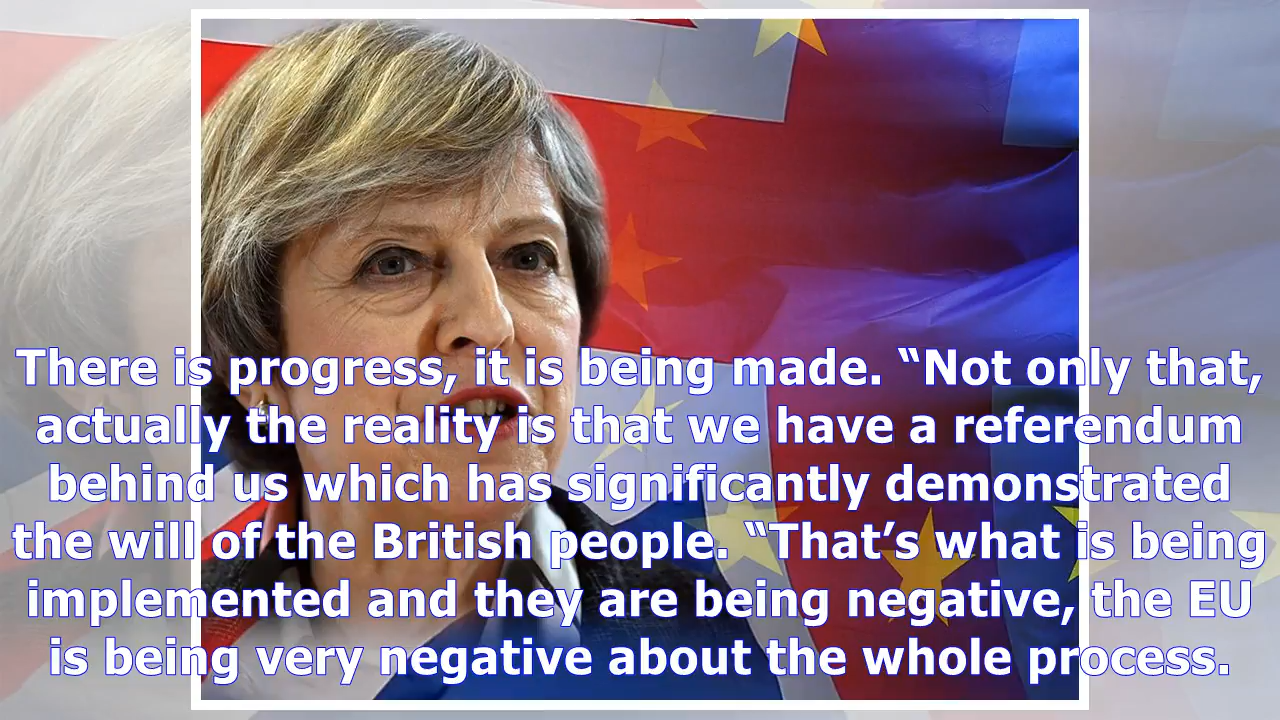 There is progress, it is being made. “Not only that,
actually the reality is that we have a referendum
behind us which has significantly demonstrated
the will of the British people. “That’s what is being
implemented and they are being negative, the EU
is being very negative about the whole process.